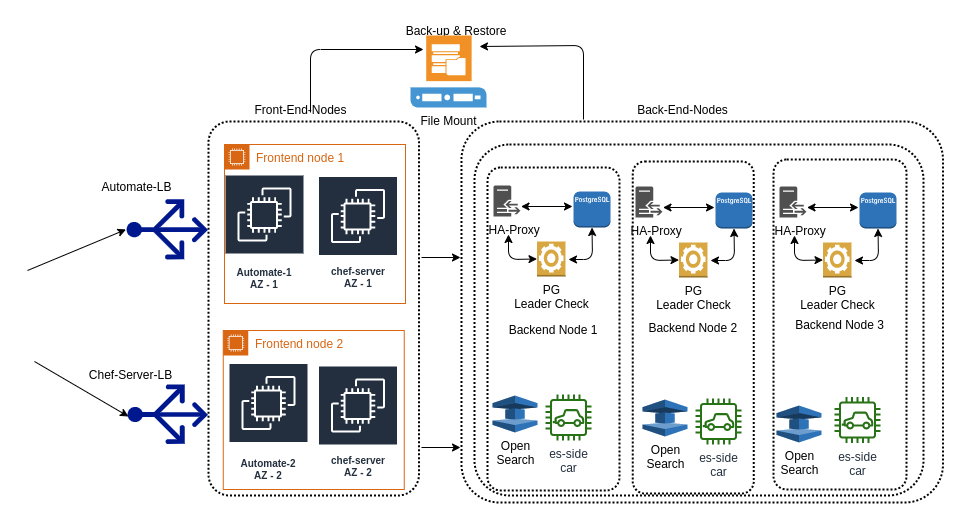 Back-up & Restore
File Mount
Front-End-Nodes
Back-End-Nodes
Automate-LB
Chef-Server-LB
Frontend node 1
Automate-1
AZ - 1
chef-server
AZ - 1
Frontend node 2
Automate-2
AZ - 2
chef-server
AZ - 2
PostgreSQL
HA-Proxy
PG
Leader Check
Backend Node 1
Open
Search
es-side
car
PostgreSQL
HA-Proxy
PG
Leader Check
Backend Node 2
Open
Search
es-side
car
PostgreSQL
HA-Proxy
PG
Leader Check
Backend Node 3
Open
Search
es-side
car